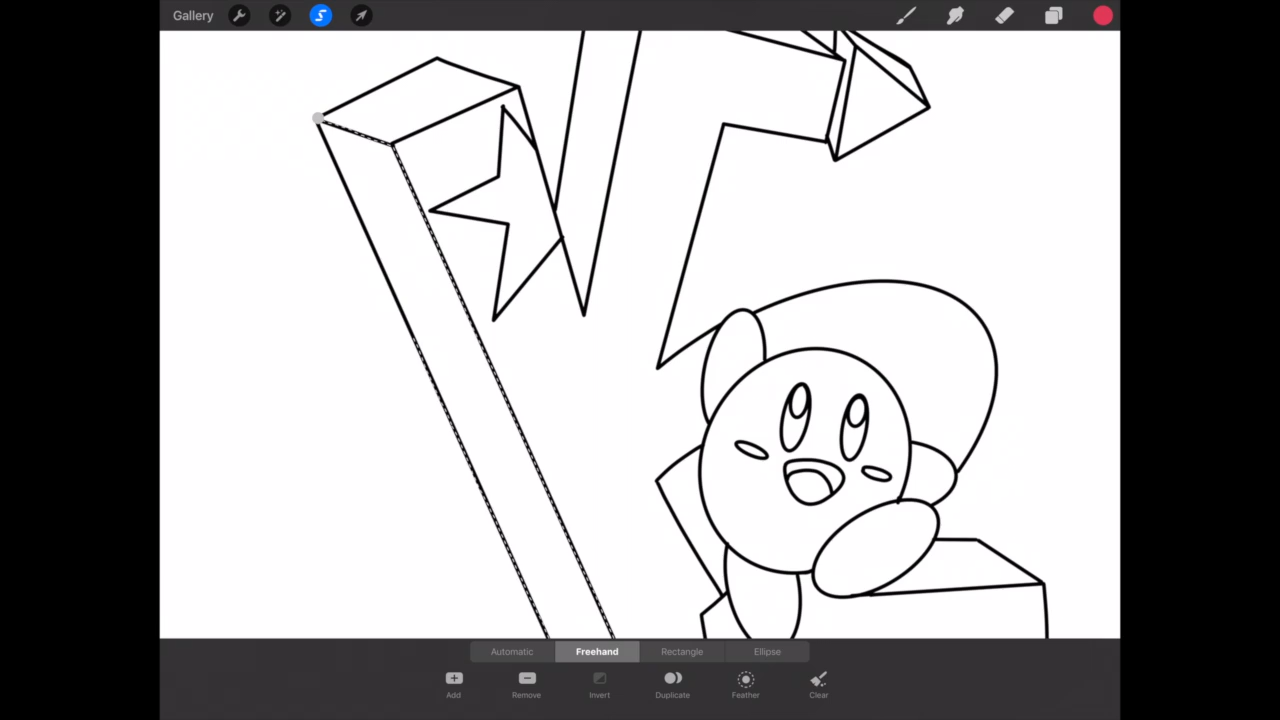 Gallery
Automatic Freehand Rectangle Ellipse
Add Remove Invert Duplicate Feather Clear